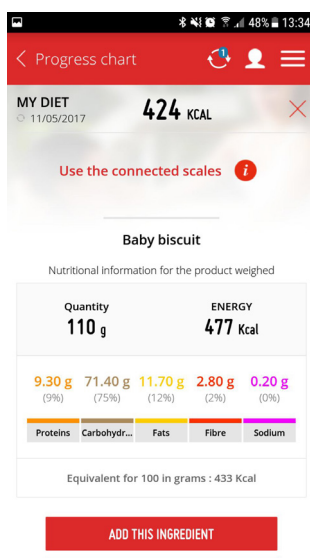 48% 13:34
Progress chart
1
MY DIET
11/05/2017
424 KCAL
Use the connected scales i
Baby biscuit
Nutritional information for the product weighed
Quantity ENERGY
110 g 477 Kcal
9.30 g 71.40 g 11.70 g 2.80 g 0.20 g
(9%) (75%) (12%) (2%) (0%)
Proteins Carbohydr... Fats Fibre Sodium
Equivalent for 100 in grams : 433 Kcal
ADD THIS INGREDIENT